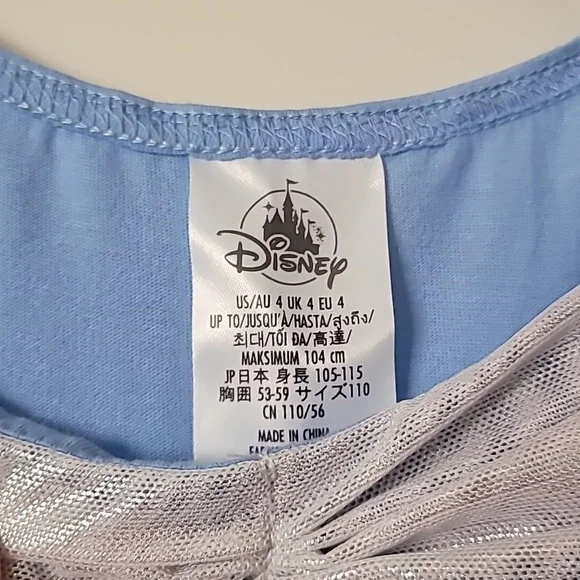 Disney
US/AU 4 UK 4 EU 4
UP TO/JUSQU'À/HASTA/สูงถึง/
최대/TỐI ĐA/高達/
MAKSIMUM 104 cm
JP日本 身長 105-115
胸囲 53-59 サイズ110
CN 110/56
MADE IN CHINA